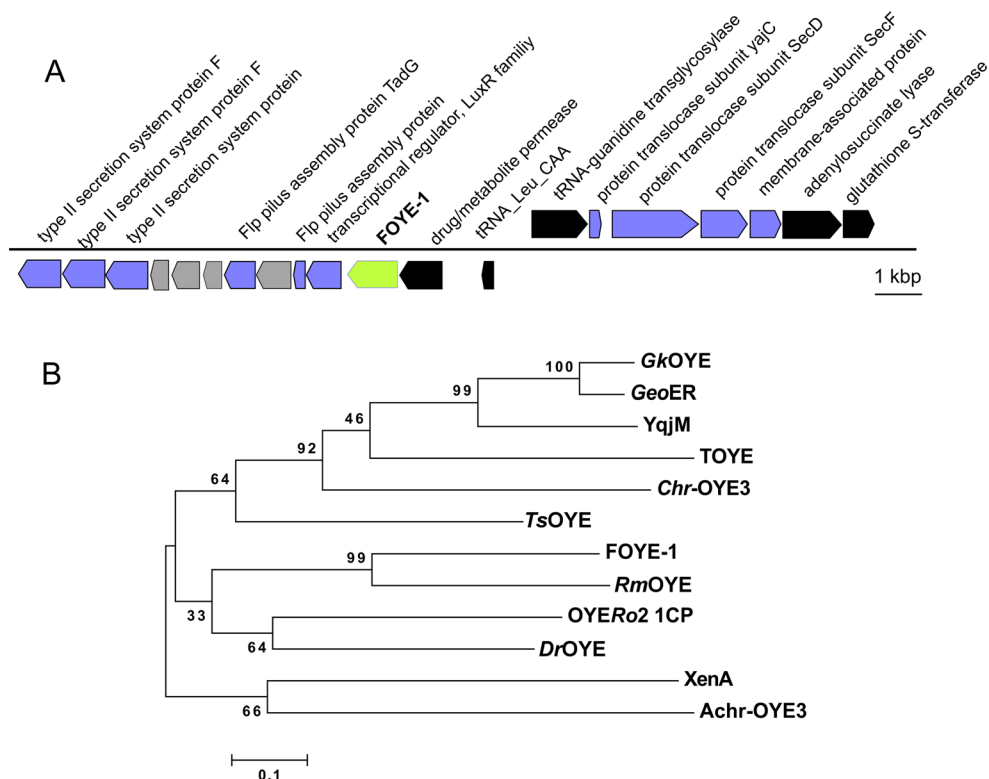 A
type II secretion system protein F
type II secretion system protein F
type II secretion system protein
Flp pilus assembly protein TadG
Flp pilus assembly protein
transcriptional regulator, LuxR familiy
FOYE-1
drug/metabolite permease
tRNA_Leu_CAA
tRNA-guanidine transglycosylase
protein translocase subunit yajC
protein translocase subunit SecD
protein translocase subunit SecF
membrane-associated protein
adenylosuccinate lyase
glutathione S-transferase
1 kbp
B
100
GkOYE
GeoER
99
YqjM
46
TOYE
92
Chr-OYE3
64
TsOYE
99
FOYE-1
RmOYE
33
OYERo2 1CP
64
DrOYE
XenA
66
Achr-OYE3
0.1